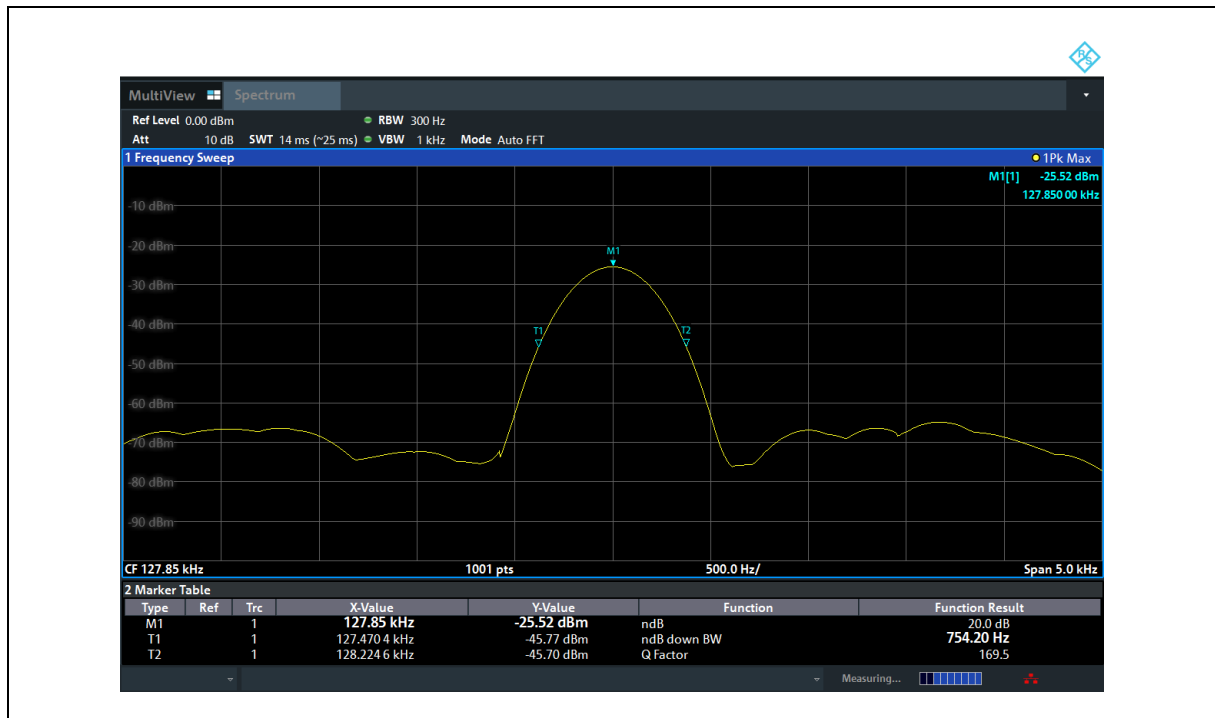 R&S
MultiView Spectrum
Ref Level 0.00 dBm RBW 300 Hz
Att 10 dB SWT 14 ms (~25 ms) VBW 1 kHz Mode Auto FFT
1 Frequency Sweep 1Pk Max
M1[1] -25.52 dBm
127.850 00 kHz
-10 dBm
-20 dBm
M1
-30 dBm
-40 dBm
T1 T2
-50 dBm
-60 dBm
-70 dBm
-80 dBm
-90 dBm
CF 127.85 kHz 1001 pts 500.0 Hz/ Span 5.0 kHz
2 Marker Table
Type Ref Trc X-Value Y-Value Function Function Result
M1 1 127.85 kHz -25.52 dBm ndB 20.0 dB
T1 1 127.470 4 kHz -45.77 dBm ndB down BW 754.20 Hz
T2 1 128.224 6 kHz -45.70 dBm Q Factor 169.5
Measuring...